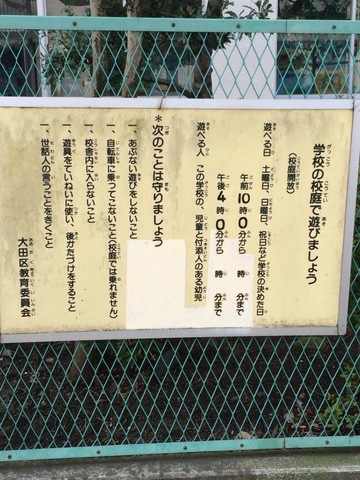 学校の校庭で遊びましょう
(校庭開放)
遊べる日　土曜日、日曜日、祝日など学校の決めた日
午前10時0分から　時　分まで
午後4時0分から　時　分まで
遊べる人　この学校の、児童と付添人のある幼児
＊次のことは守りましょう
一、あぶない遊びをしないこと
一、自転車に乗ってこないこと(校庭では乗れません)
一、校舎内に入らないこと
一、遊具をていねいに使い、後かたづけをすること
一、世話人の言うことをきくこと
大田区教育委員会